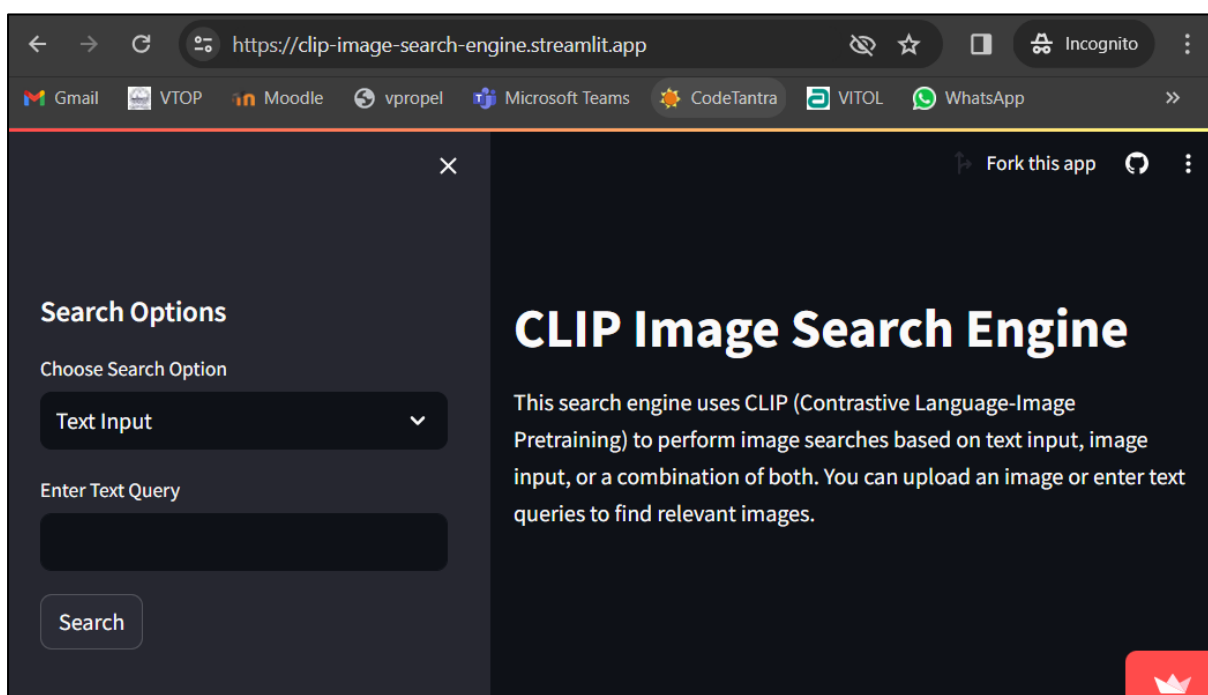 https://clip-image-search-engine.streamlit.app Incognito
Gmail VTOP Moodle vpropel Microsoft Teams CodeTantra VITOL WhatsApp
Fork this app
Search Options
Choose Search Option
Text Input
Enter Text Query
Search
CLIP Image Search Engine
This search engine uses CLIP (Contrastive Language-Image
Pretraining) to perform image searches based on text input, image
input, or a combination of both. You can upload an image or enter text
queries to find relevant images.